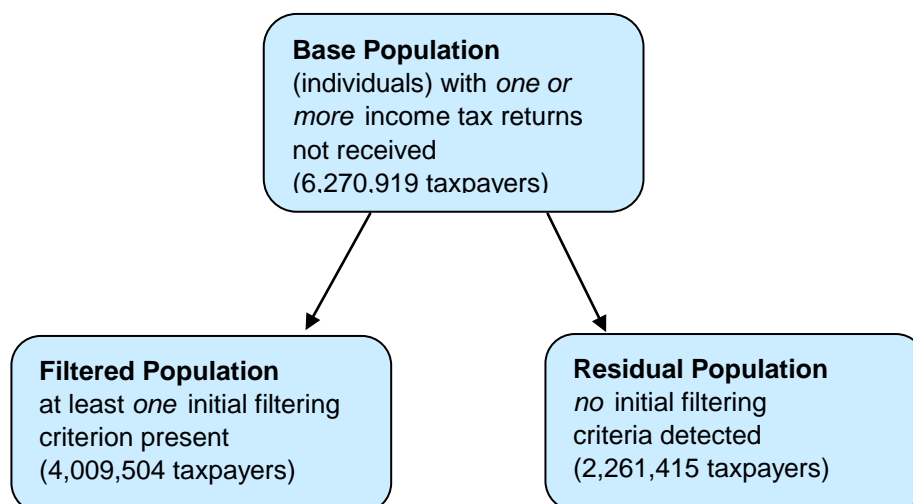 Base Population
(individuals) with one or
more income tax returns
not received
(6,270,919 taxpayers)
Filtered Population
at least one initial filtering
criterion present
(4,009,504 taxpayers)
Residual Population
no initial filtering
criteria detected
(2,261,415 taxpayers)